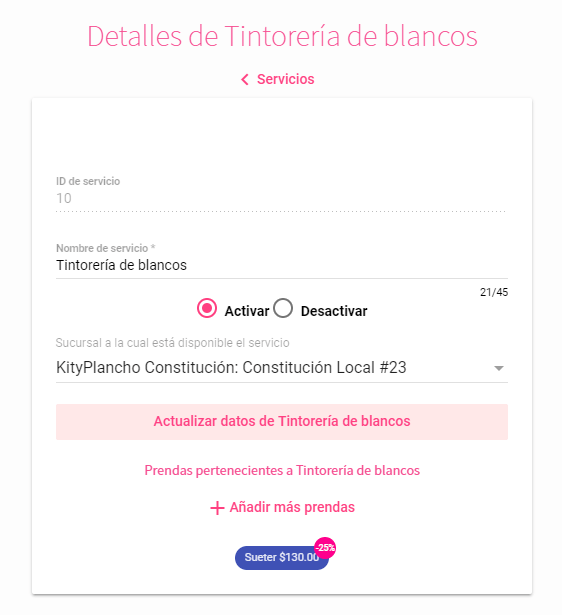 Detalles de Tintorería de blancos
Servicios
ID de servicio
10
Nombre de servicio *
Tintorería de blancos
21/45
Activar Desactivar
Sucursal a la cual está disponible el servicio
KityPlancho Constitución: Constitución Local #23
Actualizar datos de Tintorería de blancos
Prendas pertenecientes a Tintorería de blancos
+ Añadir más prendas
Sueter $130.00 -25%